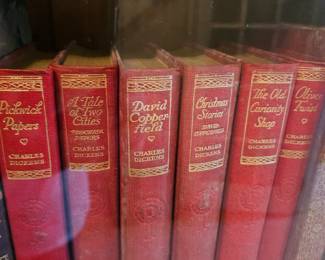 Pickwick
Papers
CHARLES
DICKENS
A Tale
of Two
Cities
CHARLES
DICKENS
David
Copper-
field
CHARLES
DICKENS
Christmas
Stories
CHARLES
DICKENS
The Old
Curiosity
Shop
CHARLES
DICKENS
Oliver
Twist
CHARLES
DICKENS